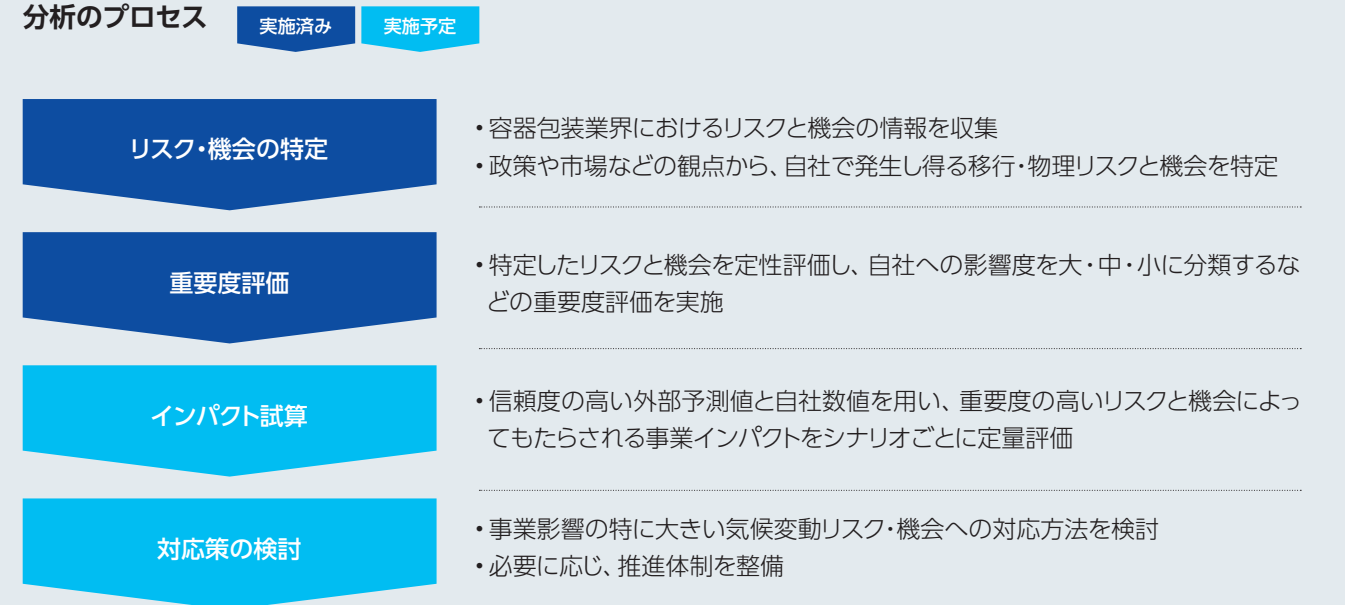 分析のプロセス 実施済み 実施予定
リスク・機会の特定
・容器包装業界におけるリスクと機会の情報を収集
・政策や市場などの観点から、自社で発生し得る移行・物理リスクと機会を特定
重要度評価
・特定したリスクと機会を定性評価し、自社への影響度を大・中・小に分類するな
どの重要度評価を実施
インパクト試算
・信頼度の高い外部予測値と自社数値を用い、重要度の高いリスクと機会によっ
てもたらされる事業インパクトをシナリオごとに定量評価
対応策の検討
・事業影響の特に大きい気候変動リスク・機会への対応方法を検討
・必要に応じ、推進体制を整備